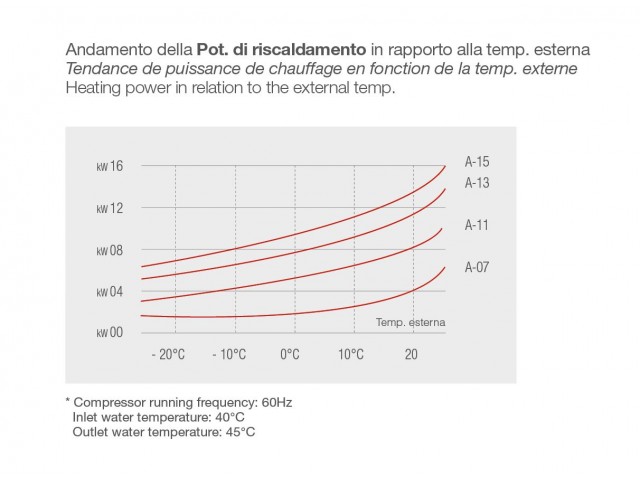 Andamento della Pot. di riscaldamento in rapporto alla temp. esterna
Tendance de puissance de chauffage en fonction de la temp. externe
Heating power in relation to the external temp.
kW 16
kW 12
kW 08
kW 04
kW 00
A-15
A-13
A-11
A-07
Temp. esterna
- 20°C
- 10°C
0°C
10°C
20
* Compressor running frequency: 60Hz
Inlet water temperature: 40°C
Outlet water temperature: 45°C